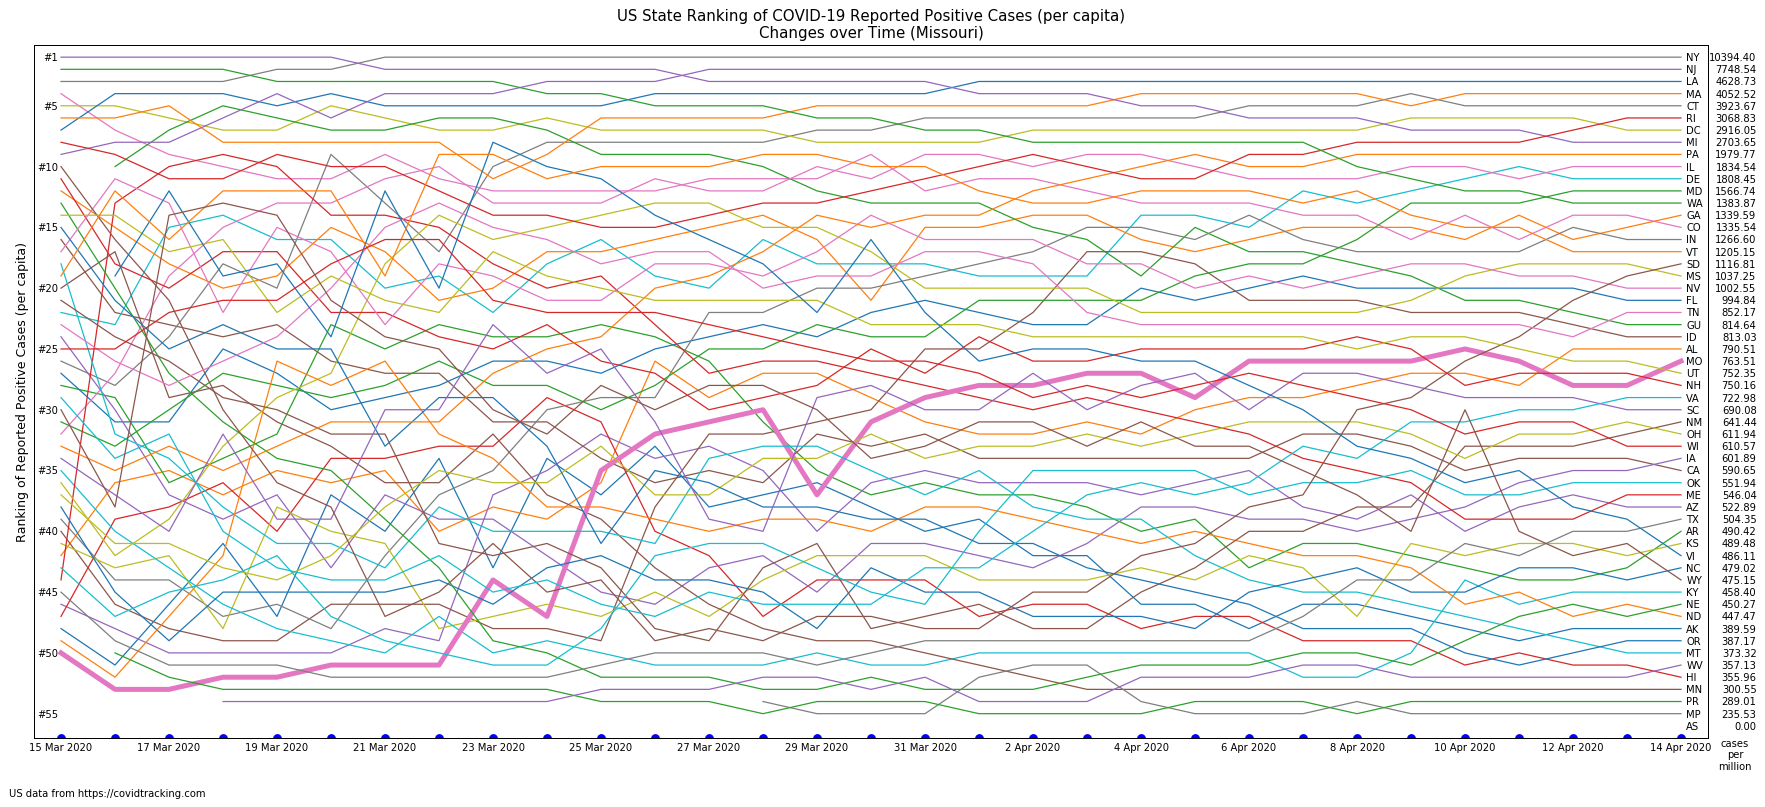 US State Ranking of COVID-19 Reported Positive Cases (per capita)
Changes over Time (Missouri)
Ranking of Reported Positive Cases (per capita)
#1
#5
#10
#15
#20
#25
#30
#35
#40
#45
#50
#55
NY 10394.40
NJ 7748.54
LA 4628.73
MA 4052.52
CT 3923.67
RI 3068.83
DC 2916.05
MI 2703.65
PA 1979.77
IL 1834.54
DE 1808.45
MD 1566.74
WA 1383.87
GA 1339.59
CO 1335.54
IN 1266.60
VT 1205.15
SD 1116.81
MS 1037.25
NV 1002.55
FL 994.84
TN 852.17
GU 814.64
ID 813.03
AL 790.51
MO 763.51
UT 752.35
NH 750.16
VA 722.98
SC 690.08
NM 641.44
OH 611.94
WI 610.57
IA 601.89
CA 590.65
OK 551.94
ME 546.04
AZ 522.89
TX 504.35
AR 490.42
KS 489.48
VI 486.11
NC 479.02
WY 475.15
KY 458.40
NE 450.27
ND 447.47
AK 389.59
OR 387.17
MT 373.32
WV 357.13
HI 355.96
MN 300.55
PR 289.01
MP 235.53
AS 0.00
15 Mar 2020
17 Mar 2020
19 Mar 2020
21 Mar 2020
23 Mar 2020
25 Mar 2020
27 Mar 2020
29 Mar 2020
31 Mar 2020
2 Apr 2020
4 Apr 2020
6 Apr 2020
8 Apr 2020
10 Apr 2020
12 Apr 2020
14 Apr 2020
cases
per
million
US data from https://covidtracking.com